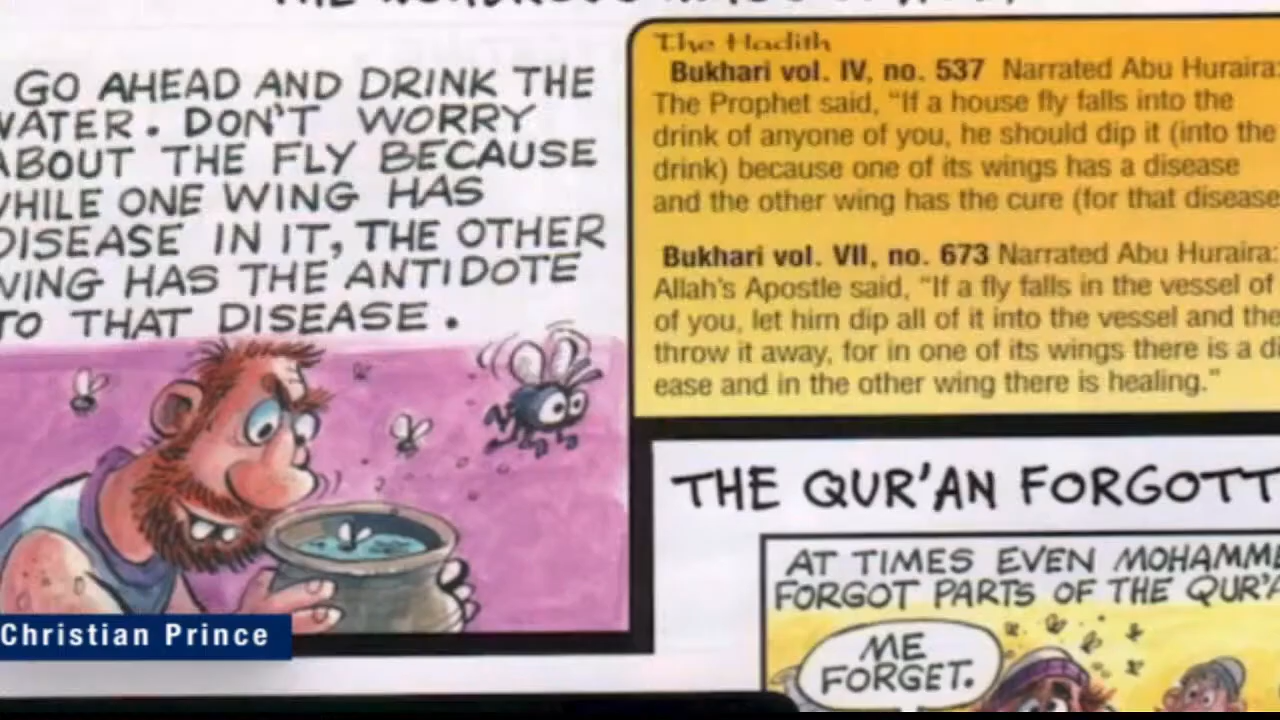 GO AHEAD AND DRINK THE
WATER. DON'T WORRY
ABOUT THE FLY BECAUSE
WHILE ONE WING HAS
DISEASE IN IT, THE OTHER
WING HAS THE ANTIDOTE
TO THAT DISEASE.
The Hadith
Bukhari vol. IV, no. 537 Narrated Abu Huraira:
The Prophet said, "If a house fly falls into the
drink of anyone of you, he should dip it (into the
drink) because one of its wings has a disease
and the other wing has the cure (for that disease
Bukhari vol. VII, no. 673 Narrated Abu Huraira:
Allah's Apostle said, "If a fly falls in the vessel of
of you, let him dip all of it into the vessel and the
throw it away, for in one of its wings there is a di
ease and in the other wing there is healing."
THE QUR'AN FORGOTT
AT TIMES EVEN MOHAMME
FORGOT PARTS OF THE QUR'A
ME
FORGET.
Christian Prince